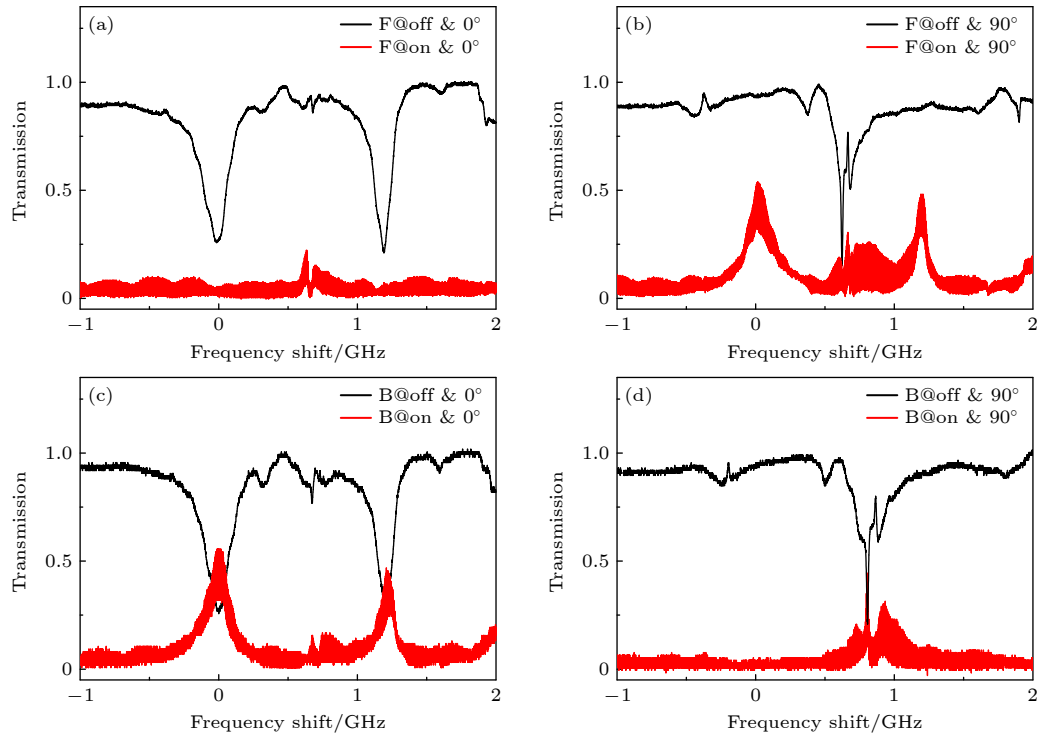 (a)
F@off & 0°
F@on & 0°
1.0
0.5
0
Transmission
−1
0
1
2
Frequency shift/GHz
(b)
F@off & 90°
F@on & 90°
1.0
0.5
0
Transmission
−1
0
1
2
Frequency shift/GHz
(c)
B@off & 0°
B@on & 0°
1.0
0.5
0
Transmission
−1
0
1
2
Frequency shift/GHz
(d)
B@off & 90°
B@on & 90°
1.0
0.5
0
Transmission
−1
0
1
2
Frequency shift/GHz